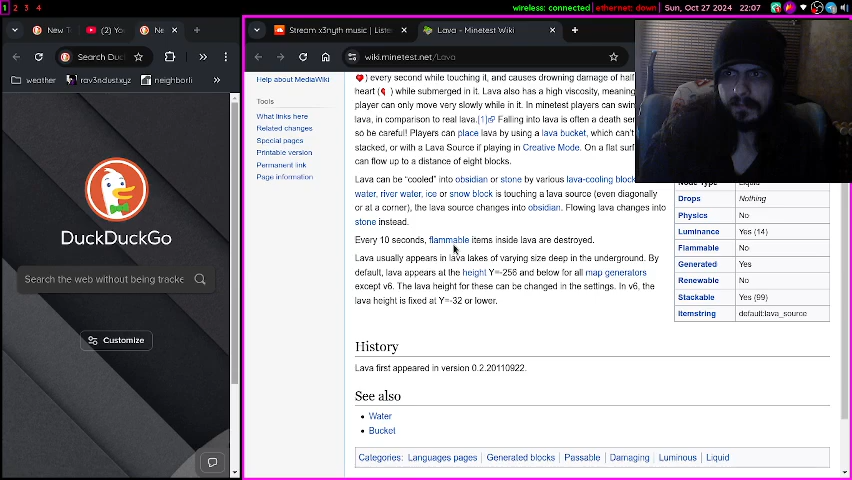 1 2 3 4
wireless: connected | ethernet: down | Sun, Oct 27 2024 22:07
New T
(2) Yo
Ne
Search Duck
weather
rav3ndust.xyz
neighborli
DuckDuckGo
Search the web without being tracke
Customize
Stream x3nyth music | Liste
Lava - Minetest Wiki
wiki.minetest.net/Lava
Help about MediaWiki
Tools
What links here
Related changes
Special pages
Printable version
Permanent link
Page information
) every second while touching it, and causes drowning damage of half
heart ( ) while submerged in it. Lava also has a high viscosity, meaning
player can only move very slowly while in it. In minetest players can swim
lava, in comparison to real lava.[1] Falling into lava is often a death sen
so be careful! Players can place lava by using a lava bucket, which can't
stacked, or with a Lava Source if playing in Creative Mode. On a flat surf
can flow up to a distance of eight blocks.
Lava can be “cooled” into obsidian or stone by various lava-cooling block
water, river water, ice or snow block is touching a lava source (even diagonally
or at a corner), the lava source changes into obsidian. Flowing lava changes into
stone instead.
Every 10 seconds, flammable items inside lava are destroyed.
Lava usually appears in lava lakes of varying size deep in the underground. By
default, lava appears at the height Y=-256 and below for all map generators
except v6. The lava height for these can be changed in the settings. In v6, the
lava height is fixed at Y=-32 or lower.
Node Type Liquid
Drops Nothing
Physics No
Luminance Yes (14)
Flammable No
Generated Yes
Renewable No
Stackable Yes (99)
Itemstring default:lava_source
History
Lava first appeared in version 0.2.20110922.
See also
Water
Bucket
Categories: Languages pages | Generated blocks | Passable | Damaging | Luminous | Liquid